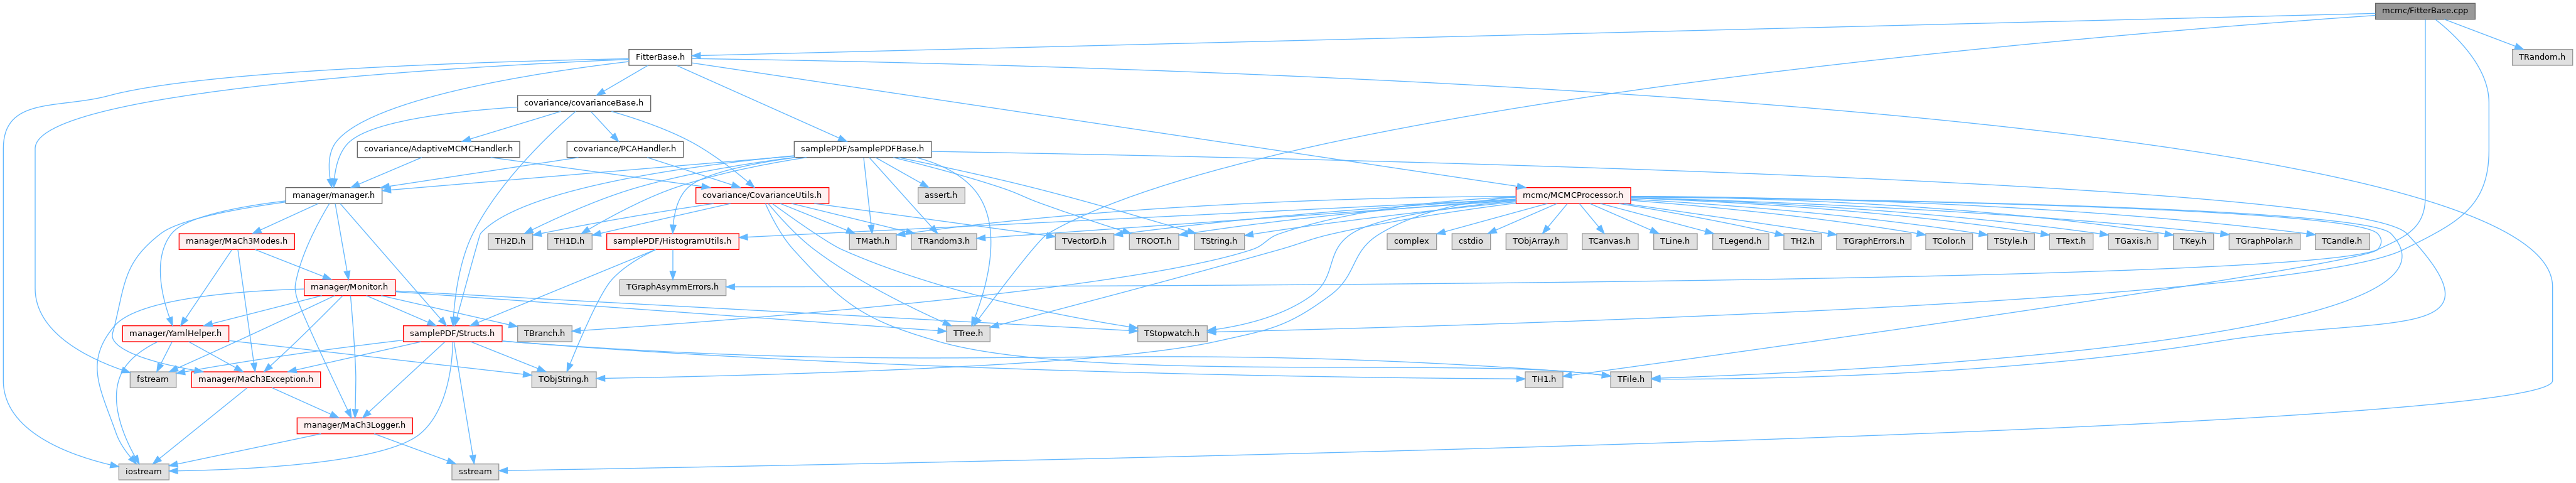 mcmc/FitterBase.cpp
FitterBase.h
TRandom.h
covariance/covarianceBase.h
covariance/AdaptiveMCMCHandler.h
covariance/PCAHandler.h
samplePDF/samplePDFBase.h
manager/manager.h
covariance/CovarianceUtils.h
assert.h
mcmc/MCMCProcessor.h
manager/MaCh3Modes.h
TH2D.h
TH1D.h
samplePDF/HistogramUtils.h
TMath.h
TRandom3.h
TVectorD.h
TROOT.h
TString.h
complex
cstdio
TObjArray.h
TCanvas.h
TLine.h
TLegend.h
TH2.h
TGraphErrors.h
TColor.h
TStyle.h
TText.h
TGaxis.h
TKey.h
TGraphPolar.h
TCandle.h
manager/Monitor.h
TGraphAsymmErrors.h
manager/YamlHelper.h
samplePDF/Structs.h
TBranch.h
TTree.h
TStopwatch.h
fstream
manager/MaCh3Exception.h
TObjString.h
TH1.h
TFile.h
manager/MaCh3Logger.h
iostream
sstream